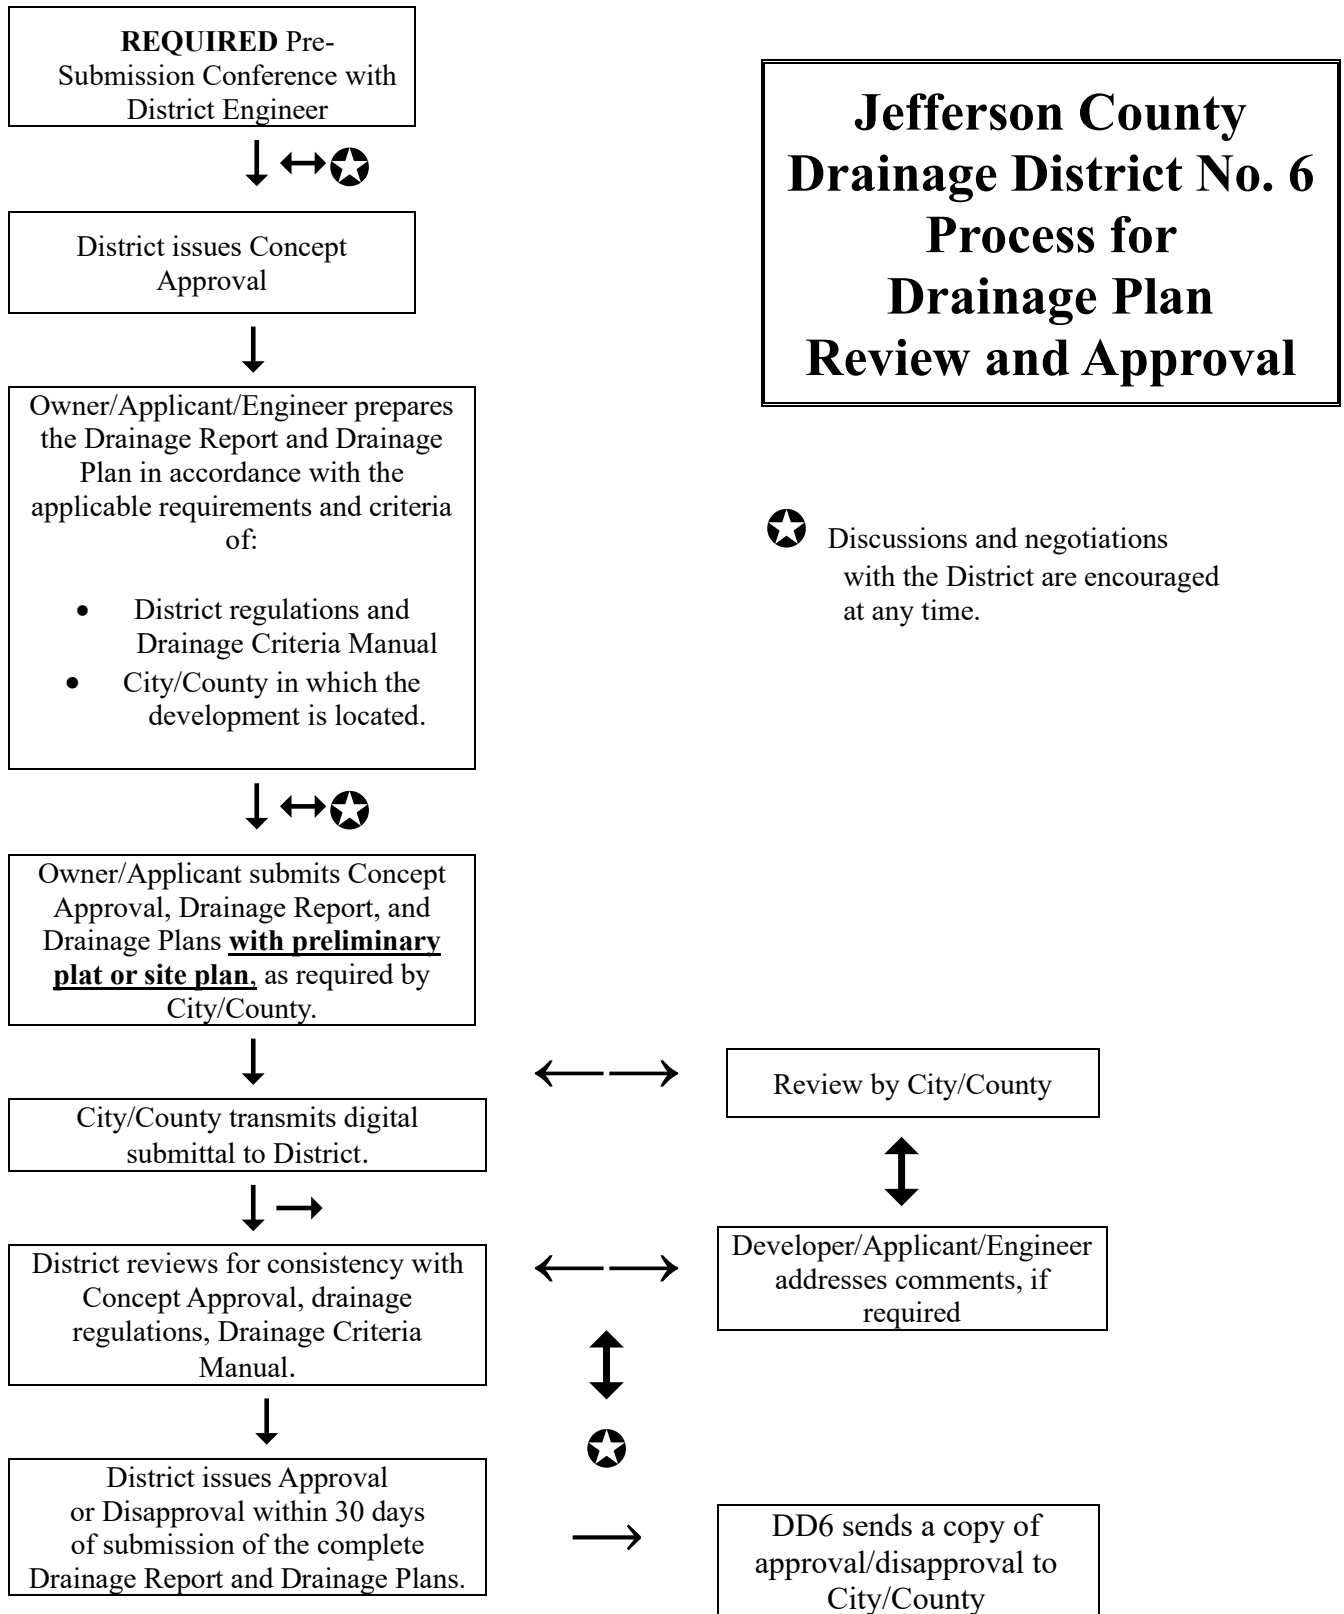 REQUIRED Pre-
Submission Conference with
District Engineer
Jefferson County
Drainage District No. 6
Process for
Drainage Plan
Review and Approval
District issues Concept
Approval
Owner/Applicant/Engineer prepares
the Drainage Report and Drainage
Plan in accordance with the
applicable requirements and criteria
of:
• District regulations and
Drainage Criteria Manual
• City/County in which the
development is located.
Discussions and negotiations
with the District are encouraged
at any time.
Owner/Applicant submits Concept
Approval, Drainage Report, and
Drainage Plans with preliminary
plat or site plan, as required by
City/County.
City/County transmits digital
submittal to District.
Review by City/County
District reviews for consistency with
Concept Approval, drainage
regulations, Drainage Criteria
Manual.
Developer/Applicant/Engineer
addresses comments, if
required
District issues Approval
or Disapproval within 30 days
of submission of the complete
Drainage Report and Drainage Plans.
DD6 sends a copy of
approval/disapproval to
City/County